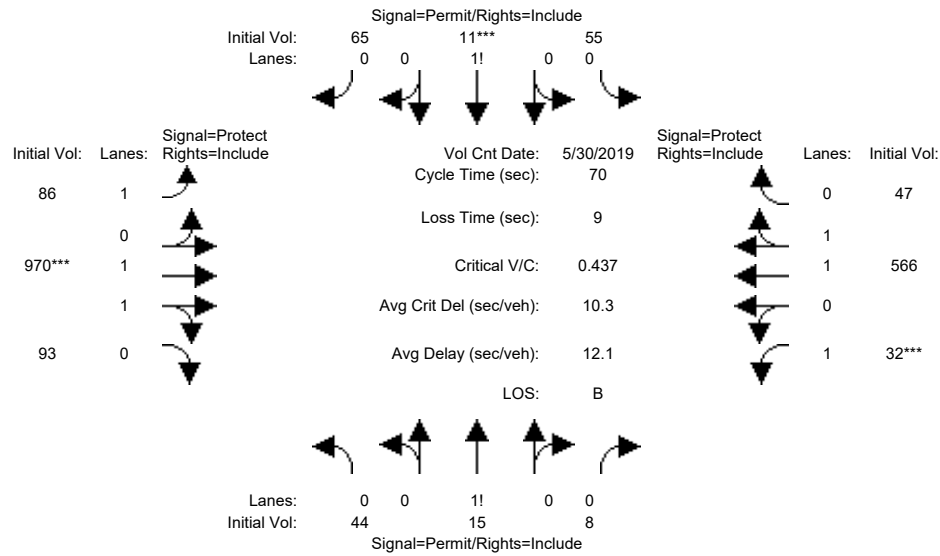 Signal=Permit/Rights=Include
Initial Vol: 65 11*** 55
Lanes: 0 0 1! 0 0
Signal=Protect
Initial Vol: Lanes: Rights=Include
Vol Cnt Date: 5/30/2019
Signal=Protect
Rights=Include Lanes: Initial Vol:
Cycle Time (sec): 70
86 1
0 47
Loss Time (sec): 9
0
1
970*** 1
Critical V/C: 0.437
1 566
1
Avg Crit Del (sec/veh): 10.3
0
93 0
Avg Delay (sec/veh): 12.1
1 32***
LOS: B
Lanes: 0 0 1! 0 0
Initial Vol: 44 15 8
Signal=Permit/Rights=Include